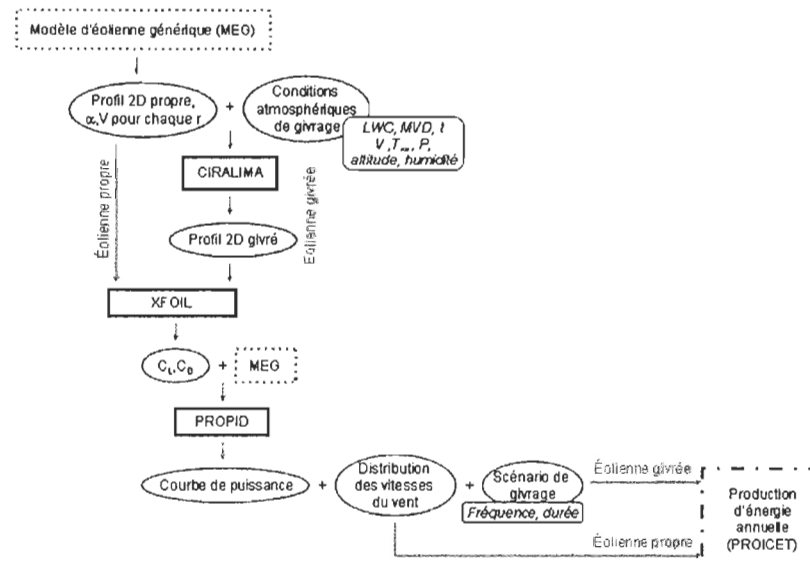 Modèle d'éolienne générique (MEG)
Profil 2D propre,
α,V pour chaque r
+
Conditions
atmosphériques
de givrage
LWC, MVD, t
V, T∞, P,
altitude, humidité
CIRALIMA
Éolienne propre
Éolienne givrée
Profil 2D givré
XFOIL
CL,CD
+
MEG
PROPID
Courbe de puissance
+
Distribution
des vitesses
du vent
+
Scénario de
givrage
Fréquence, durée
Éolienne givrée
Éolienne propre
Production
d'énergie
annuelle
(PROICET)